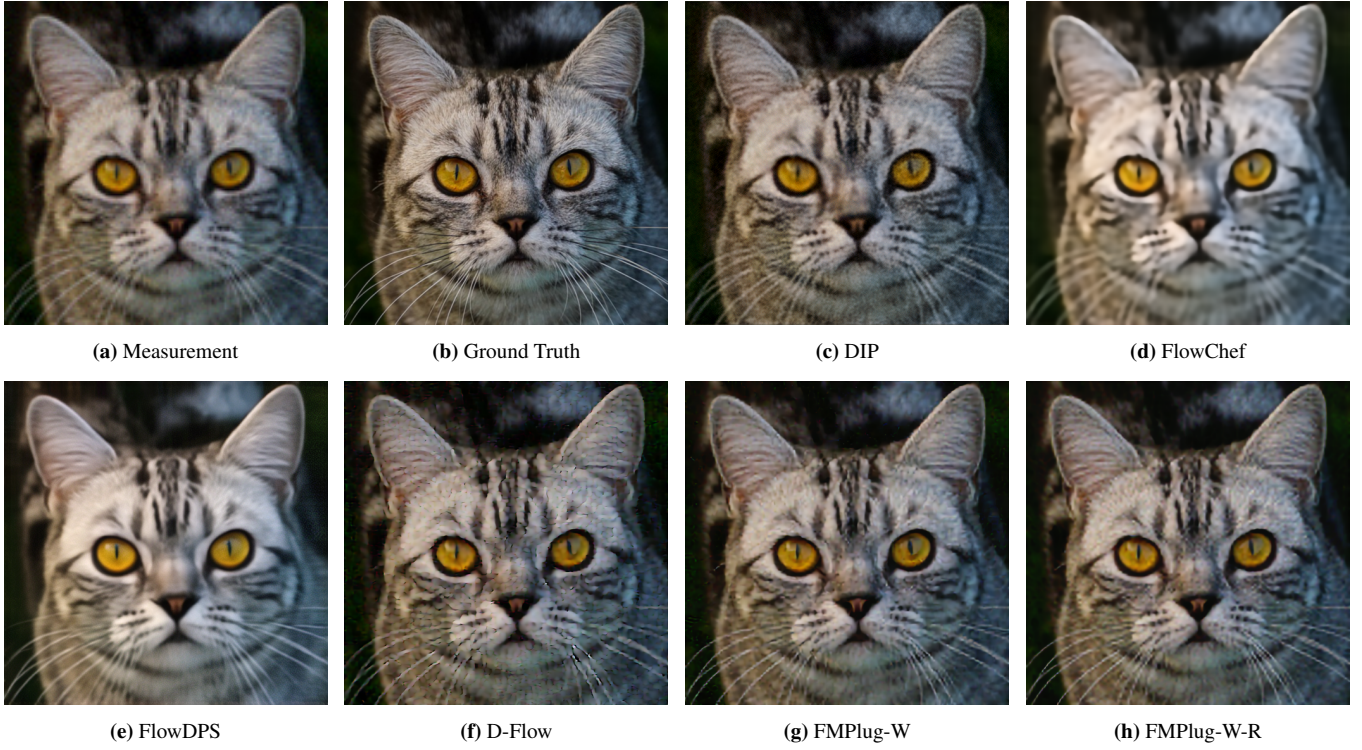 (a) Measurement
(b) Ground Truth
(c) DIP
(d) FlowChef
(e) FlowDPS
(f) D-Flow
(g) FMPlug-W
(h) FMPlug-W-R